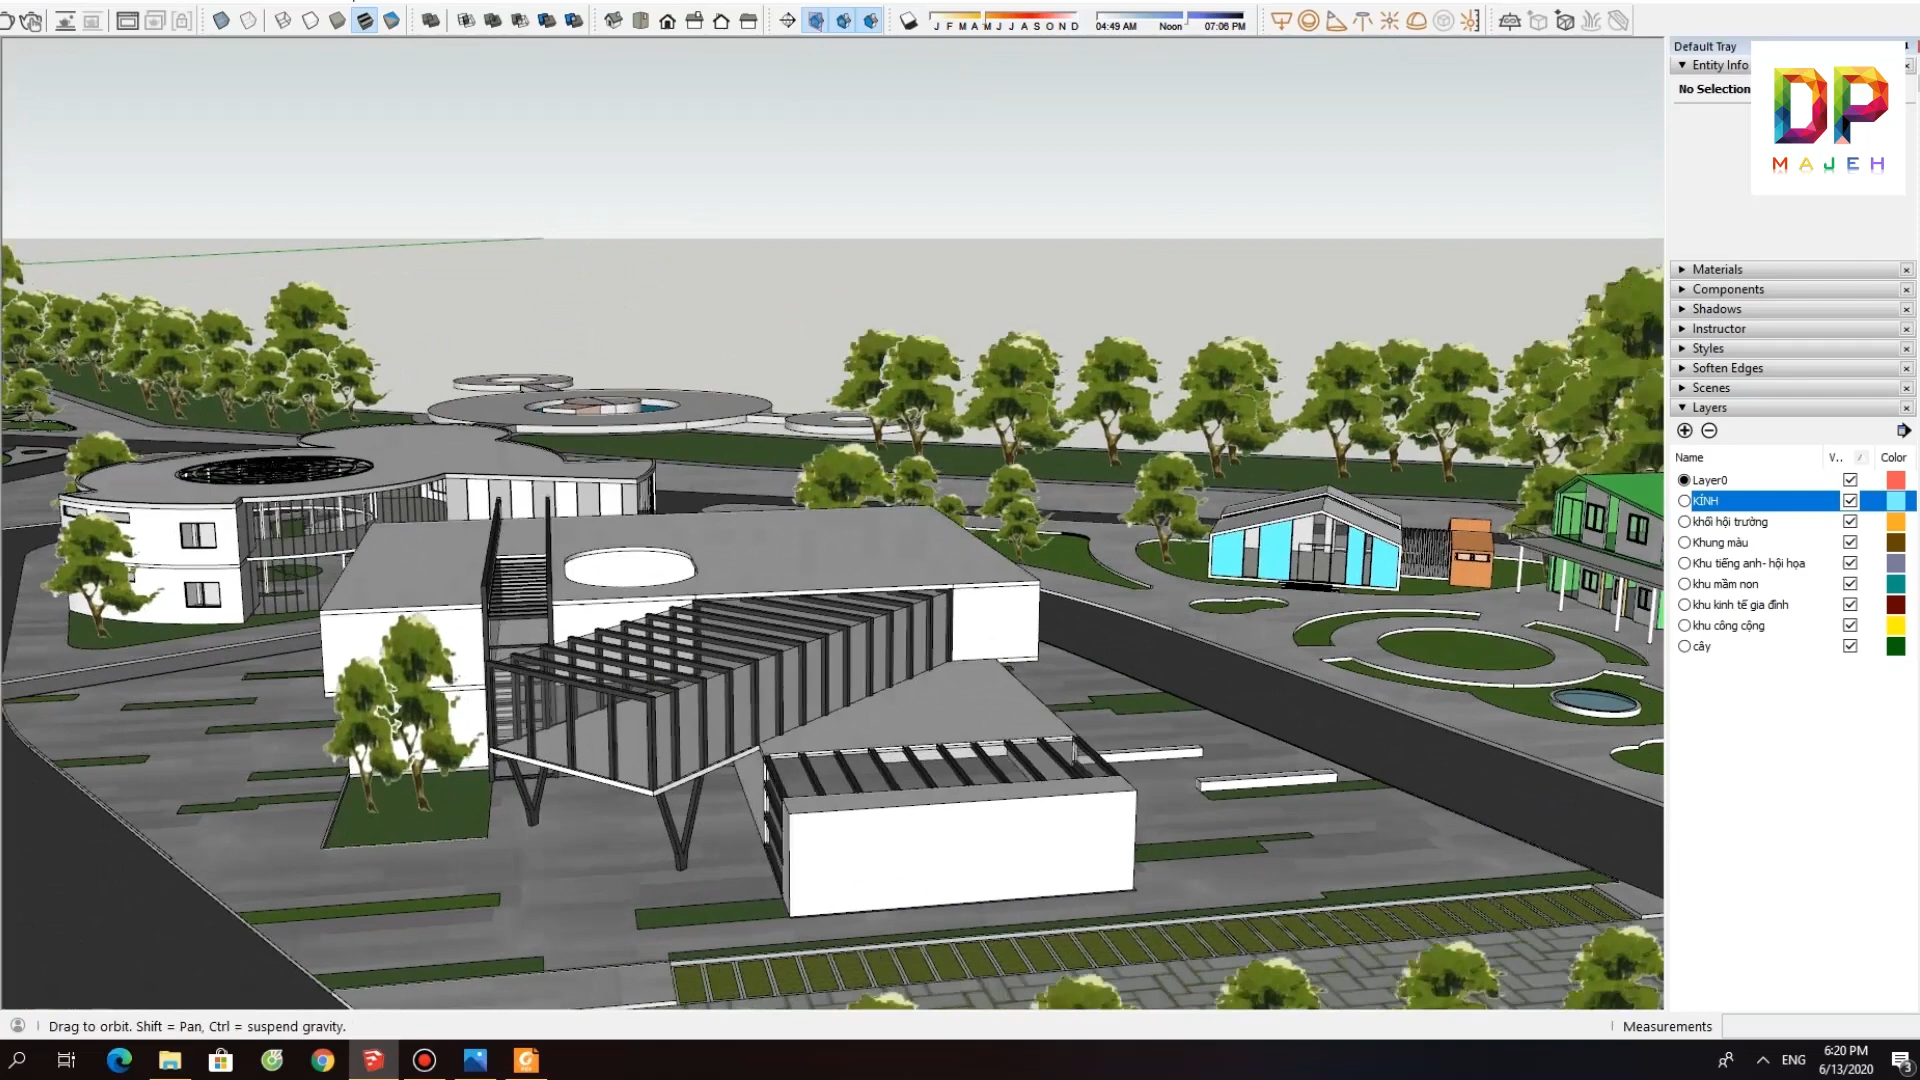 J F M A M J J A S O N D
04:49 AM Noon 07:06 PM
Default Tray
Entity Info
No Selection
DP
MAJEH
Materials
Components
Shadows
Instructor
Styles
Soften Edges
Scenes
Layers
Name V.. Color
Layer0
KÍNH
khối hội trường
Khung màu
Khu tiếng anh- hội họa
khu mầm non
khu kinh tế gia đình
khu công cộng
cây
Drag to orbit. Shift = Pan, Ctrl = suspend gravity.
Measurements
ENG
6:20 PM
6/13/2020
3